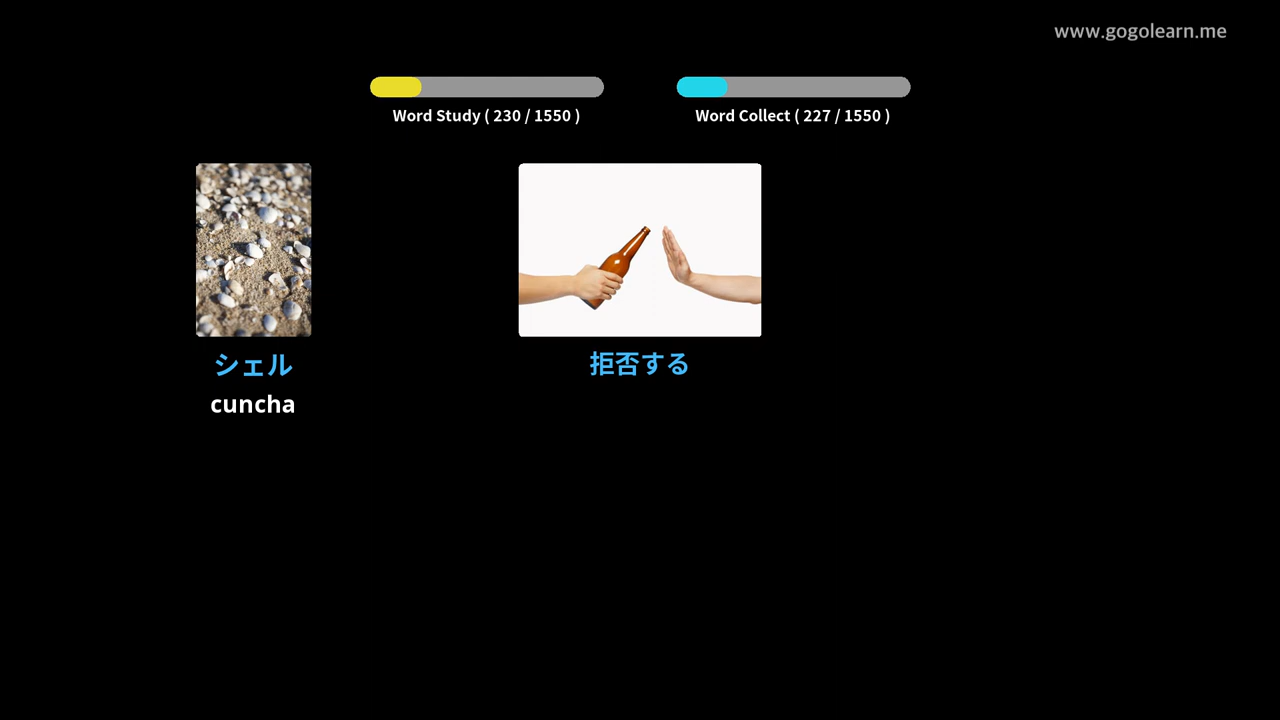 www.gogolearn.me
Word Study ( 230 / 1550 )
Word Collect ( 227 / 1550 )
シェル
cuncha
拒否する